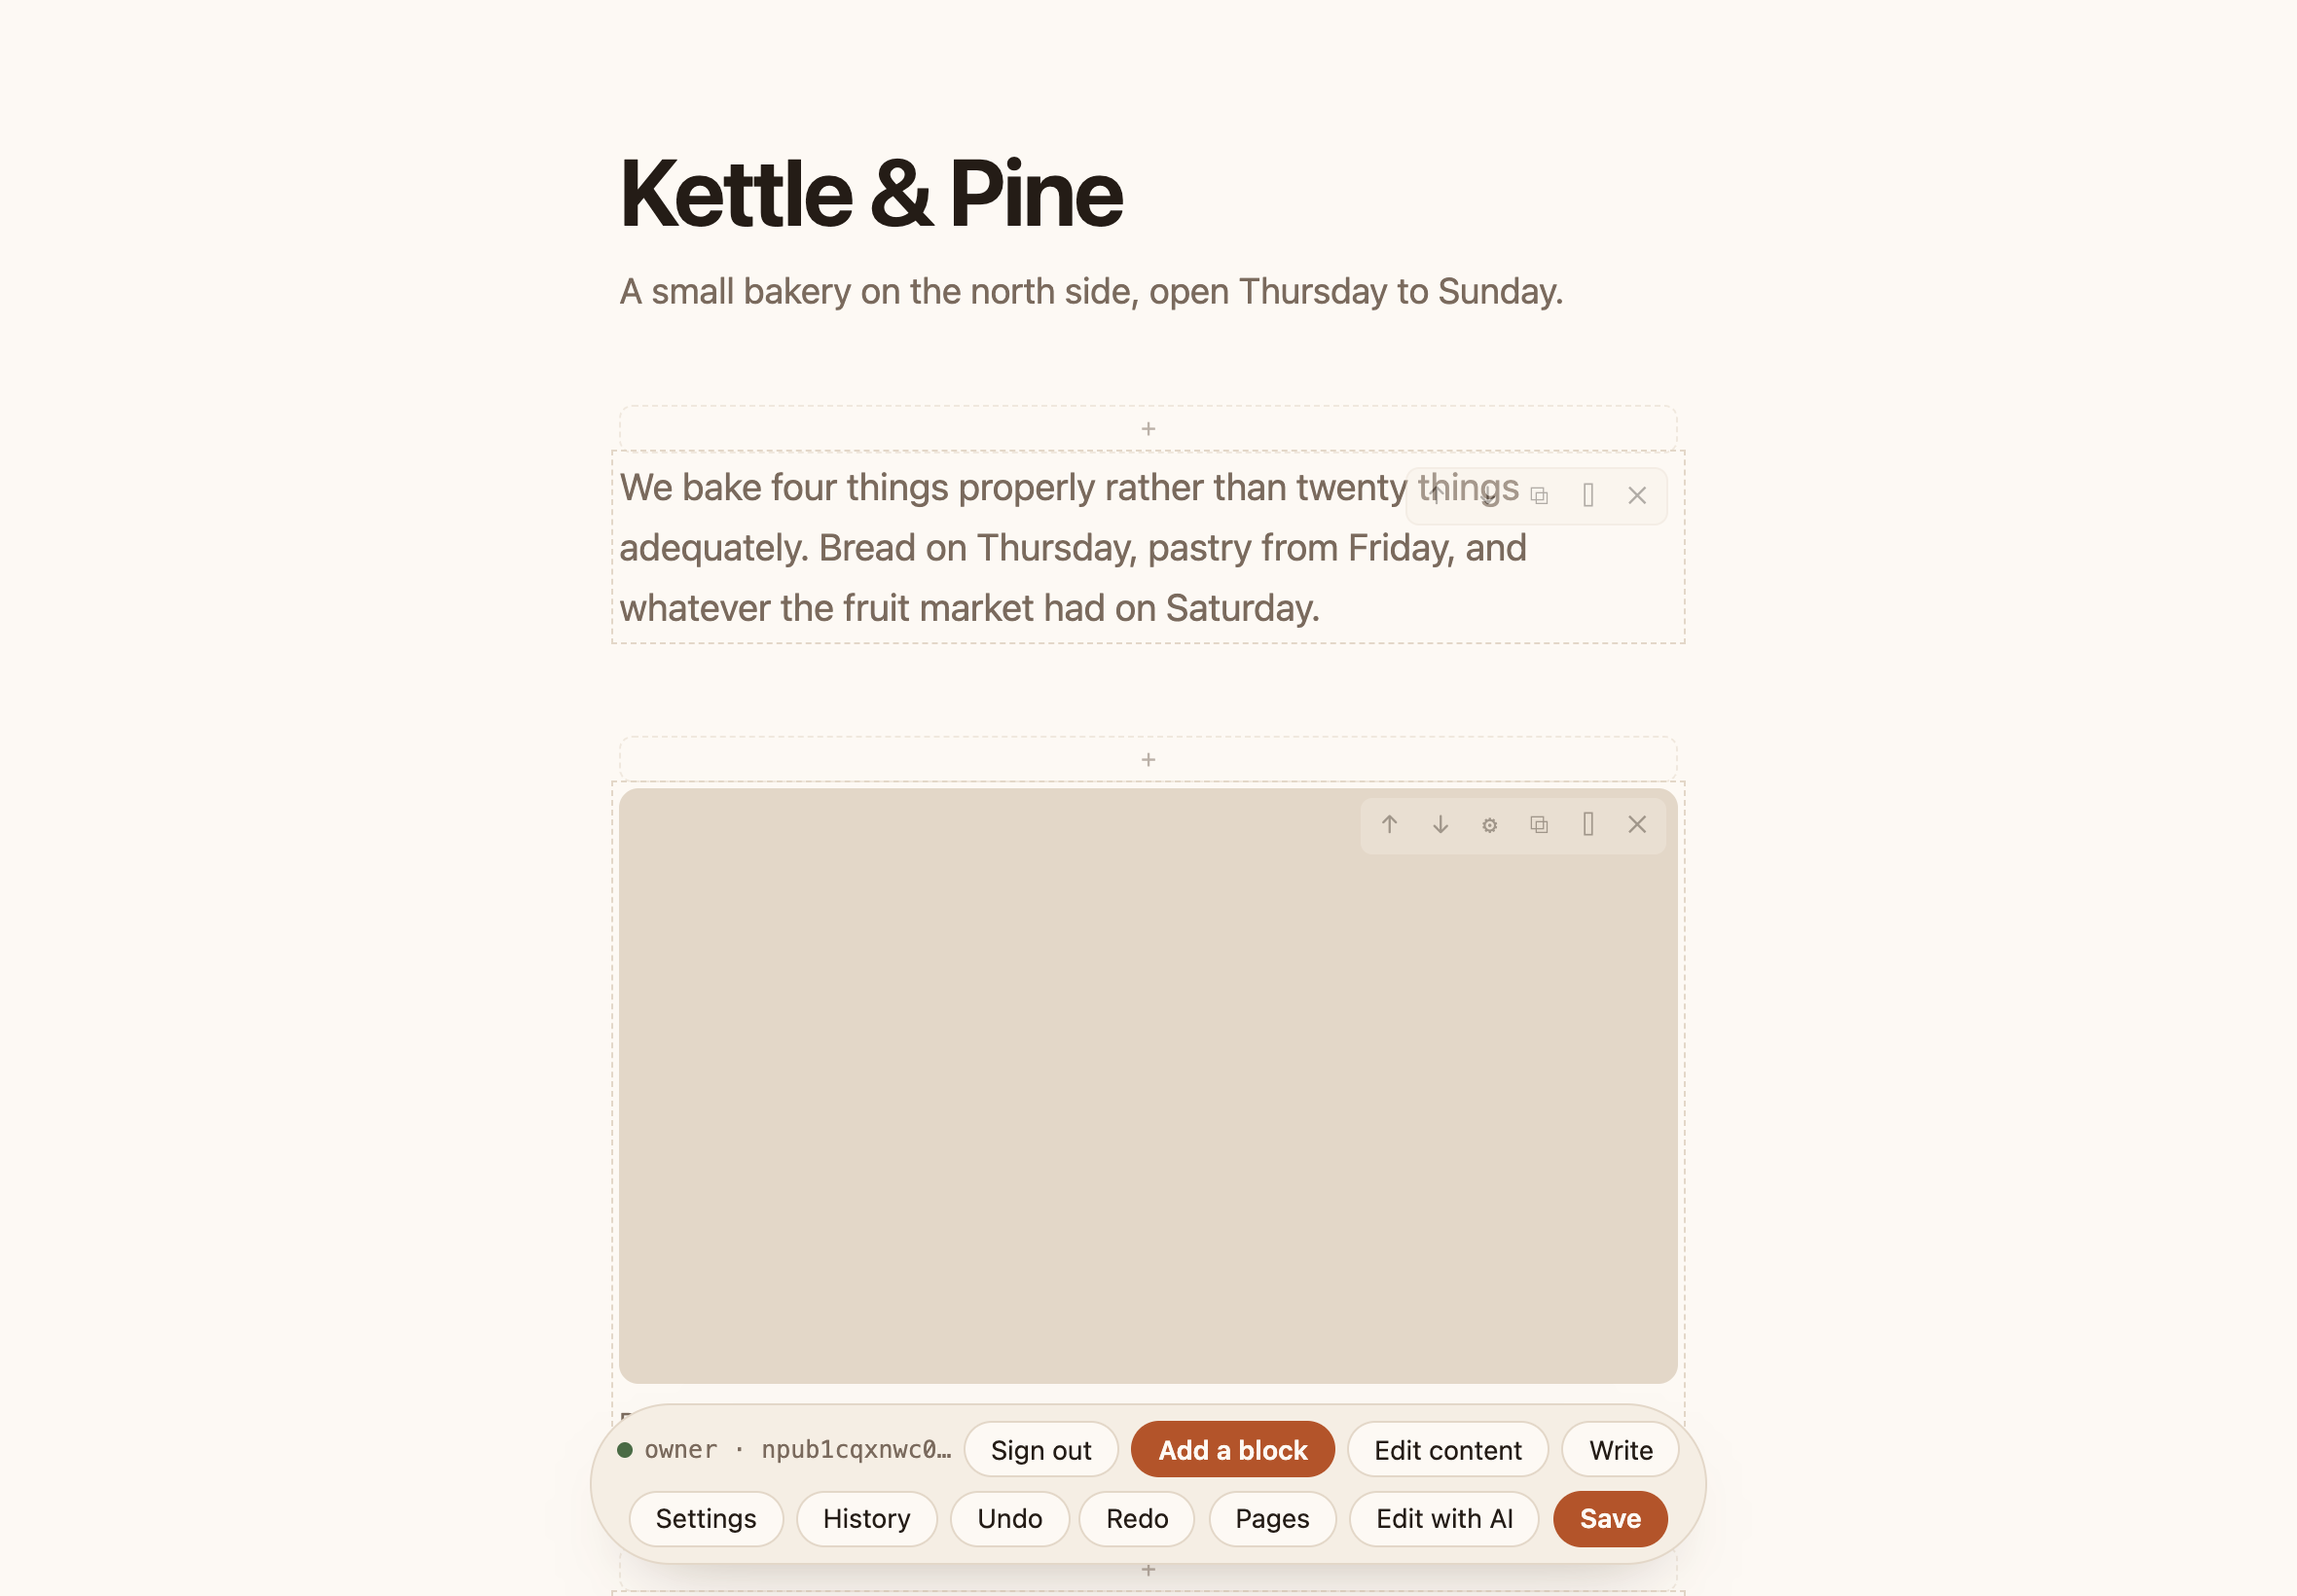 Kettle & Pine
A small bakery on the north side, open Thursday to Sunday.
+
We bake four things properly rather than twenty things
adequately. Bread on Thursday, pastry from Friday, and
whatever the fruit market had on Saturday.
+
owner · npub1cqxnwc0…
Sign out
Add a block
Edit content
Write
Settings
History
Undo
Redo
Pages
Edit with AI
Save
+